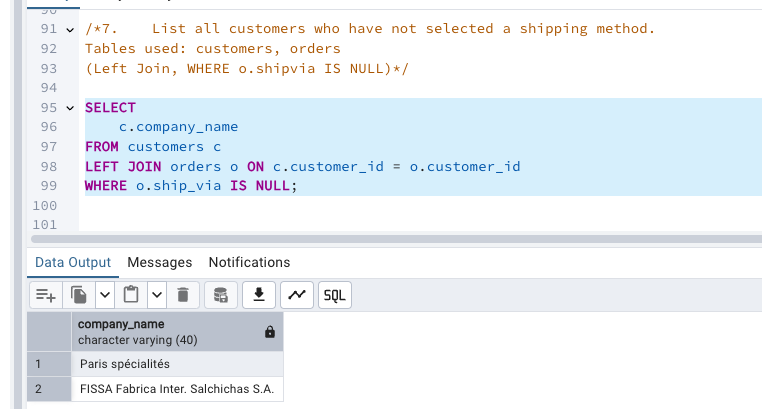 90
91 /*7.    List all customers who have not selected a shipping method.
92 Tables used: customers, orders
93 (Left Join, WHERE o.shipvia IS NULL)*/
94
95 SELECT
96     c.company_name
97 FROM customers c
98 LEFT JOIN orders o ON c.customer_id = o.customer_id
99 WHERE o.ship_via IS NULL;
100
101
Data Output Messages Notifications
SQL
company_name
character varying (40)
1 Paris spécialités
2 FISSA Fabrica Inter. Salchichas S.A.